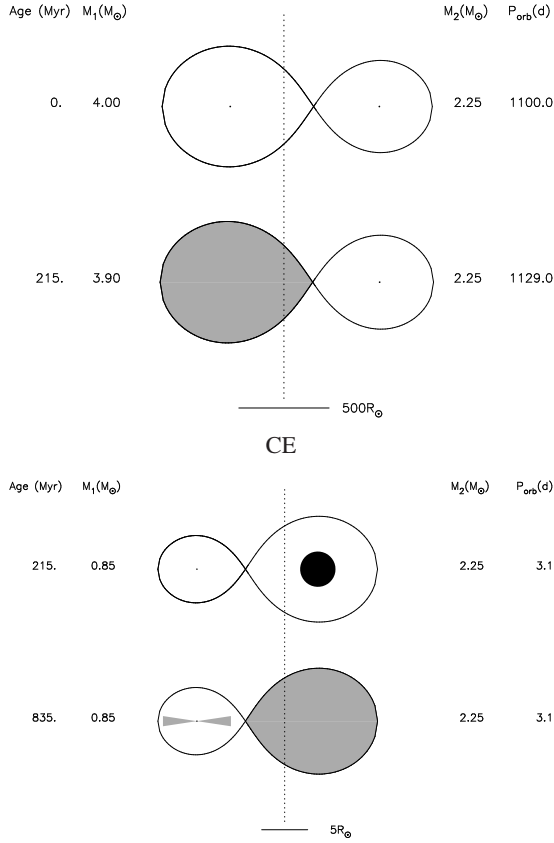 Age (Myr) M₁(M☉) M₂(M☉) Pₒᵣb(d)
0. 4.00 2.25 1100.0
215. 3.90 2.25 1129.0
500R☉
CE
Age (Myr) M₁(M☉) M₂(M☉) Pₒᵣb(d)
215. 0.85 2.25 3.1
835. 0.85 2.25 3.1
5R☉